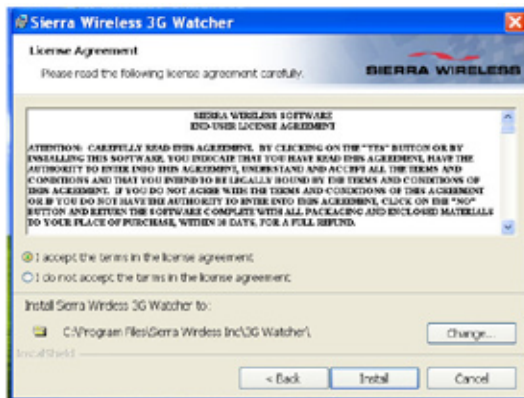 Sierra Wireless 3G Watcher
License Agreement
Please read the following license agreement carefully.
SIERRA WIRELESS
SIERRA WIRELESS SOFTWARE
END-USER LICENSE AGREEMENT
ATTENTION: CAREFULLY READ THIS AGREEMENT. BY CLICKING ON THE "YES" BUTTON OR BY
INSTALLING THIS SOFTWARE, YOU INDICATE THAT YOU HAVE READ THIS AGREEMENT, HAVE THE
AUTHORITY TO ENTER INTO THIS AGREEMENT, UNDERSTAND AND ACCEPT ALL THE TERMS AND
CONDITIONS AND THAT YOU INTEND TO BE LEGALLY BOUND BY THE TERMS AND CONDITIONS OF
THIS AGREEMENT. IF YOU DO NOT AGREE WITH THE TERMS AND CONDITIONS OF THIS AGREEMENT
OR IF YOU DO NOT HAVE THE AUTHORITY TO ENTER INTO THIS AGREEMENT, CLICK ON THE "NO"
BUTTON AND RETURN THE SOFTWARE COMPLETE WITH ALL PACKAGING AND ENCLOSED MATERIALS
TO YOUR PLACE OF PURCHASE, WITHIN 30 DAYS, FOR A FULL REFUND.
I accept the terms in the license agreement
I do not accept the terms in the license agreement
Install Sierra Wireless 3G Watcher to:
C:\Program Files\Sierra Wireless Inc\3G Watcher\
Change...
InstallShield
< Back
Install
Cancel